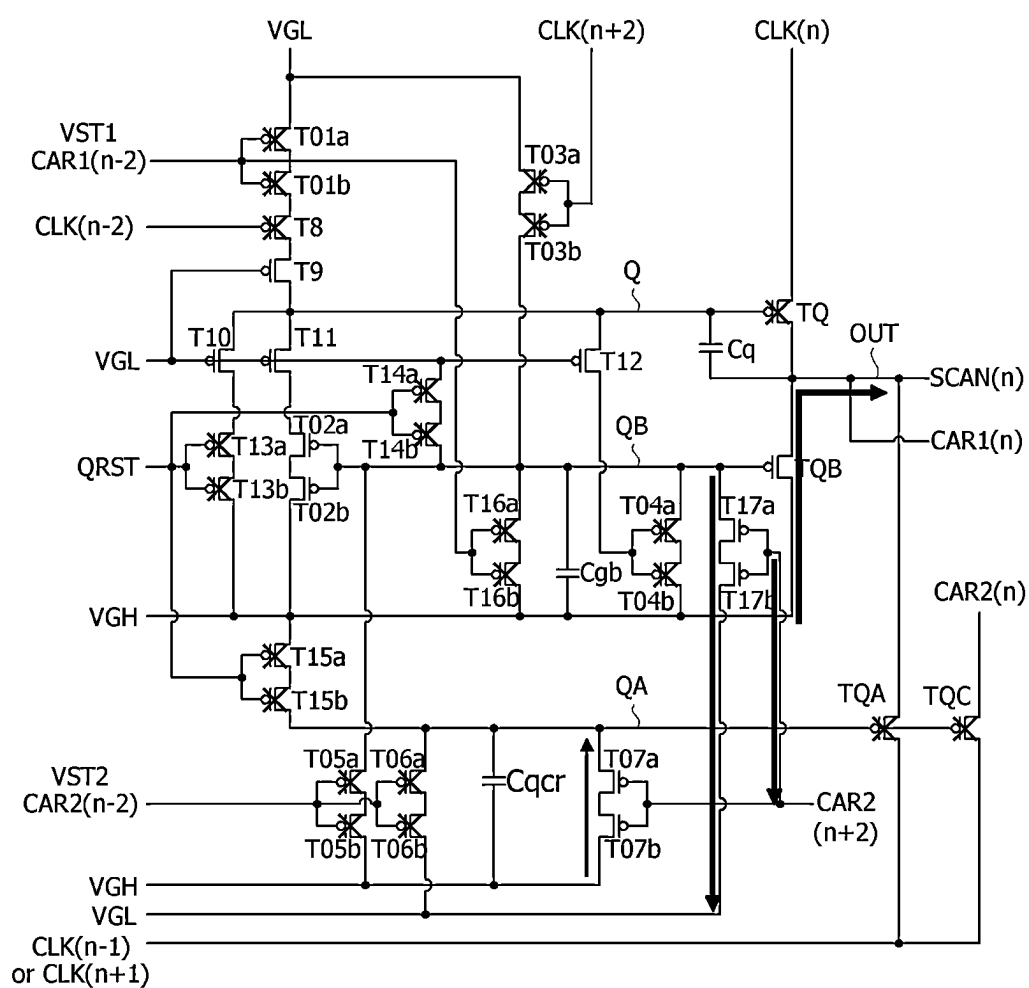 VGL
CLK(n+2)
CLK(n)
VST1
CAR1(n-2)
T01a
T03a
T01b
CLK(n-2)
T8
T03b
T9
Q
TQ
T10
T11
OUT
VGL
T12
Cq
SCAN(n)
T14a
T02a
QB
CAR1(n)
T13a
T14b
QRST
TQB
T13b
T02b
T16a
T04a
T17a
Cgb
T16b
T04b
T17b
CAR2(n)
VGH
T15a
QA
TQA
TQC
T15b
T05a
T06a
T07a
VST2
CAR2(n-2)
Cqcr
CAR2
(n+2)
T05b
T06b
T07b
VGH
VGL
CLK(n-1)
or CLK(n+1)